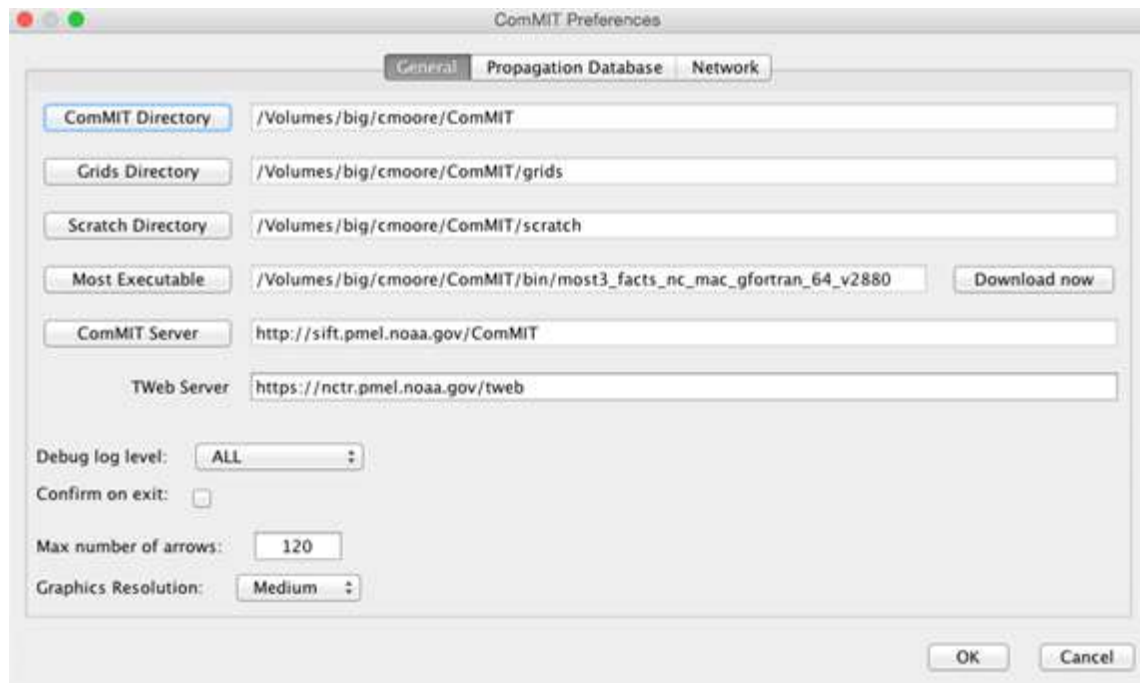 ComMIT Preferences
General Propagation Database Network
ComMIT Directory /Volumes/big/cmoore/ComMIT
Grids Directory /Volumes/big/cmoore/ComMIT/grids
Scratch Directory /Volumes/big/cmoore/ComMIT/scratch
Most Executable /Volumes/big/cmoore/ComMIT/bin/most3_facts_nc_mac_gfortran_64_v2880 Download now
ComMIT Server http://sift.pmel.noaa.gov/ComMIT
TWeb Server https://nctr.pmel.noaa.gov/tweb
Debug log level: ALL
Confirm on exit:
Max number of arrows: 120
Graphics Resolution: Medium
OK Cancel